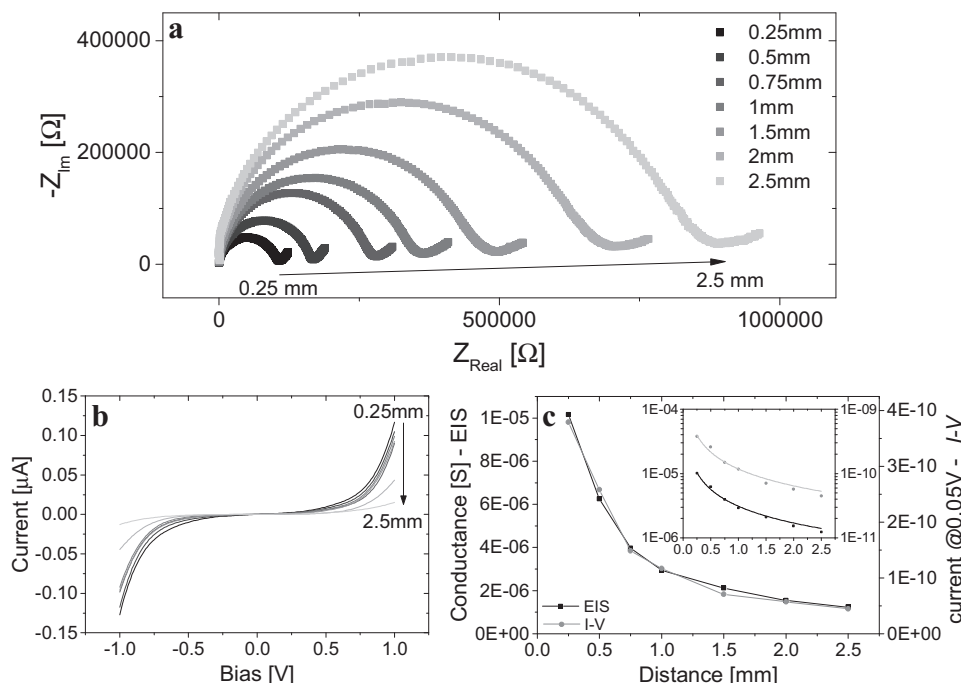 a
400000
200000
0
-Z_Im [Ω]
0.25mm
0.5mm
0.75mm
1mm
1.5mm
2mm
2.5mm
0.25 mm
2.5 mm
0 500000 1000000
Z_Real [Ω]
b
0.15
0.10
0.05
0.00
-0.05
-0.10
-0.15
Current [µA]
0.25mm
2.5mm
-1.0 -0.5 0.0 0.5 1.0
Bias [V]
c
1E-05
8E-06
6E-06
4E-06
2E-06
0E+00
Conductance [S] - EIS
1E-04
1E-05
1E-06
1E-09
1E-10
1E-11
0.0 0.5 1.0 1.5 2.0 2.5
EIS
I-V
4E-10
3E-10
2E-10
1E-10
0E+00
current @0.05V - I-V
0.0 0.5 1.0 1.5 2.0 2.5
Distance [mm]